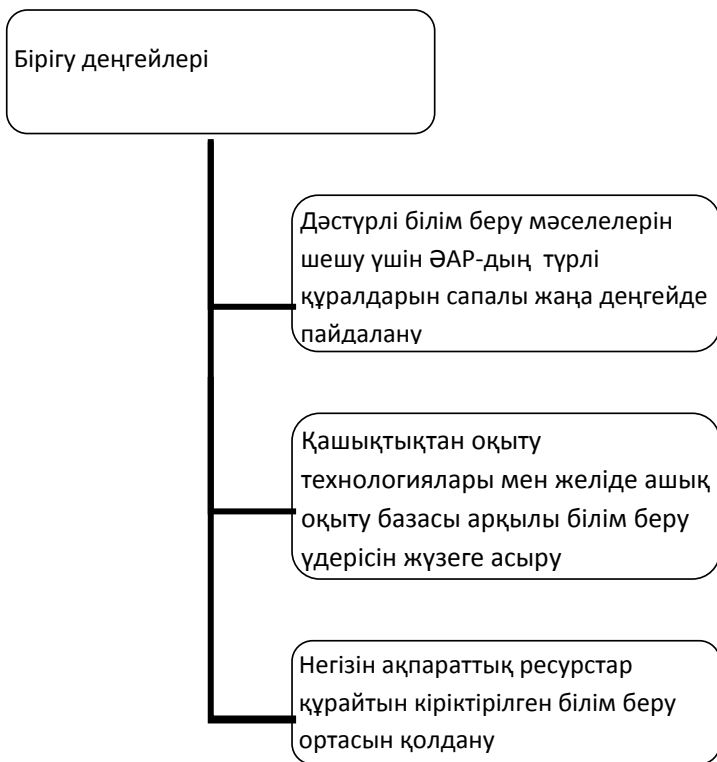 Бірігу деңгейлері
Дәстүрлі білім беру мәселелерін
шешу үшін ӘАР-дың түрлі
құралдарын сапалы жаңа деңгейде
пайдалану
Қашықтықтан оқыту
технологиялары мен желіде ашық
оқыту базасы арқылы білім беру
үдерісін жүзеге асыру
Негізін ақпараттық ресурстар
құрайтын кіріктірілген білім беру
ортасын қолдану